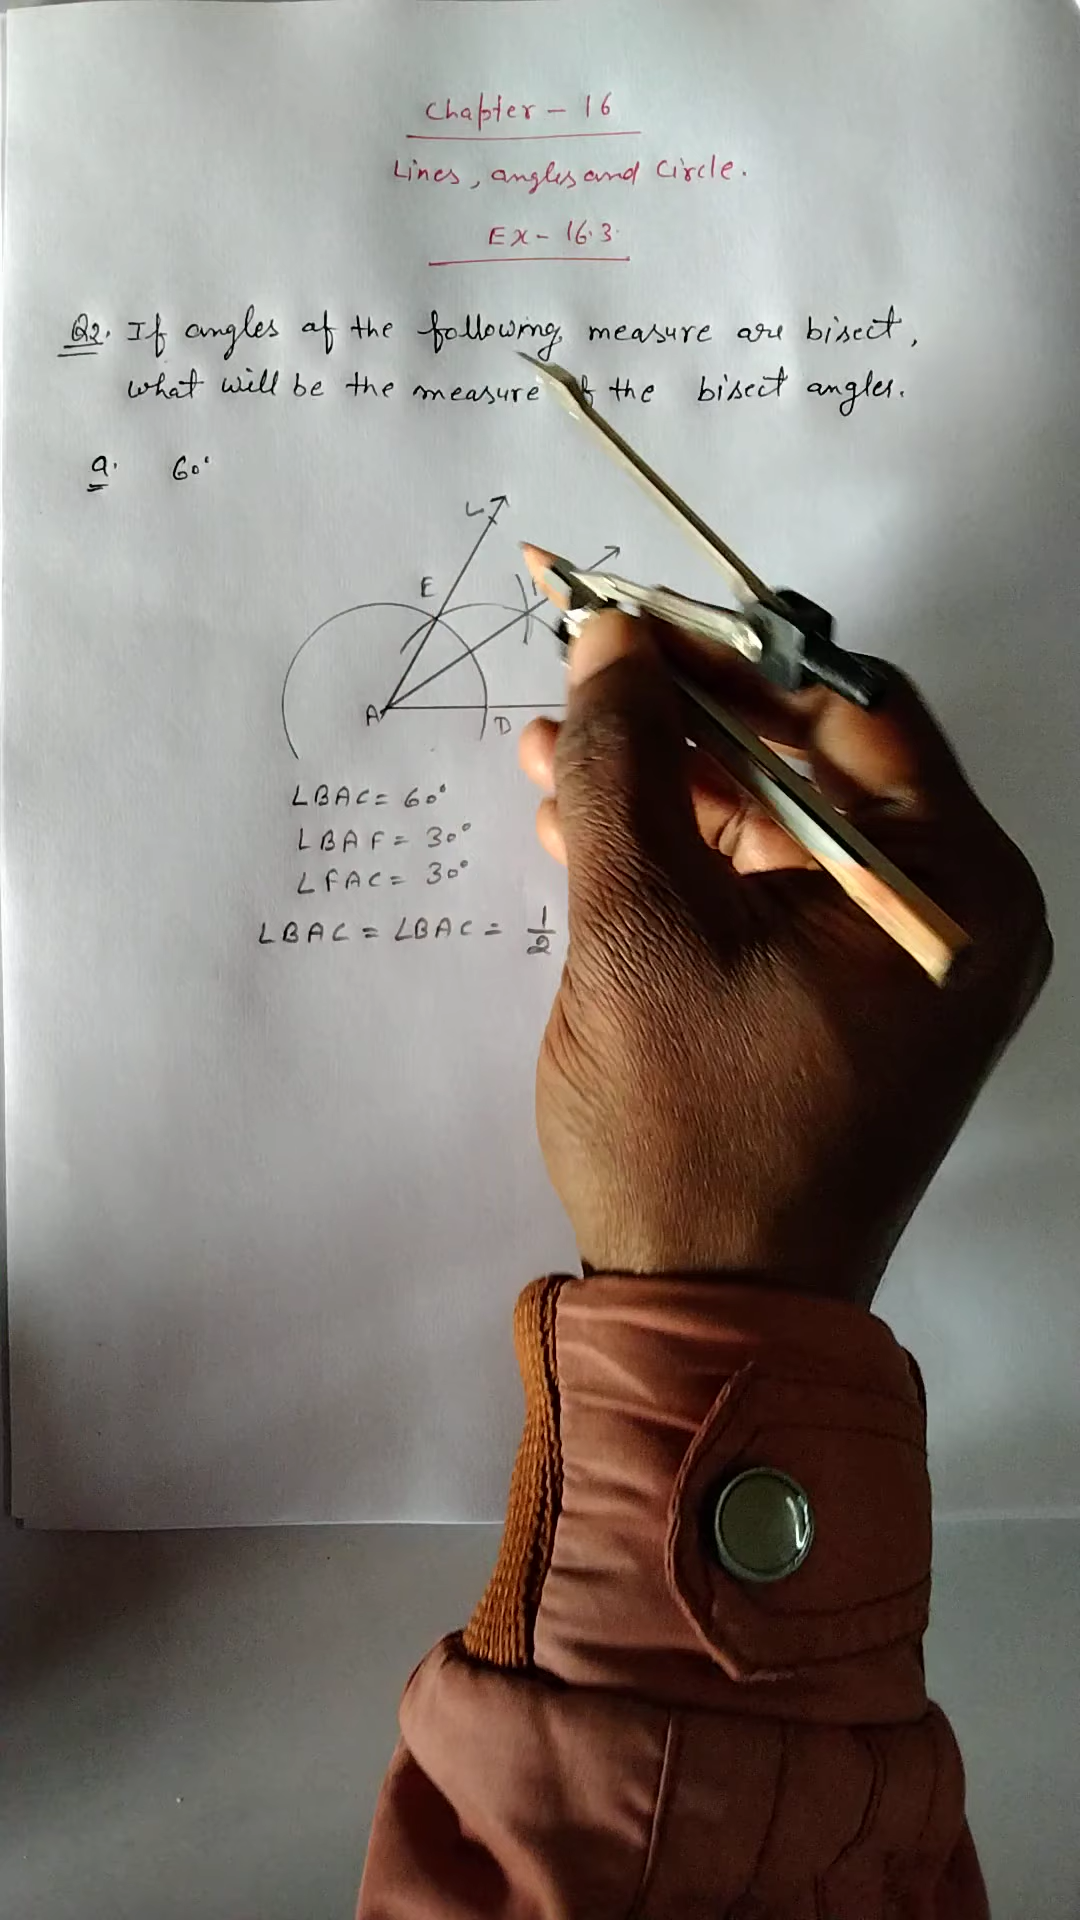 Chapter - 16
Lines, angles and Circle.
Ex - 16.3.
Q2. If angles of the following measure are bisect,
what will be the measure the bisect angles.
a. 60°
C
E
A
D
∠BAC = 60°
∠BAF = 30°
∠FAC = 30°
∠BAC = ∠BAC = 1/2